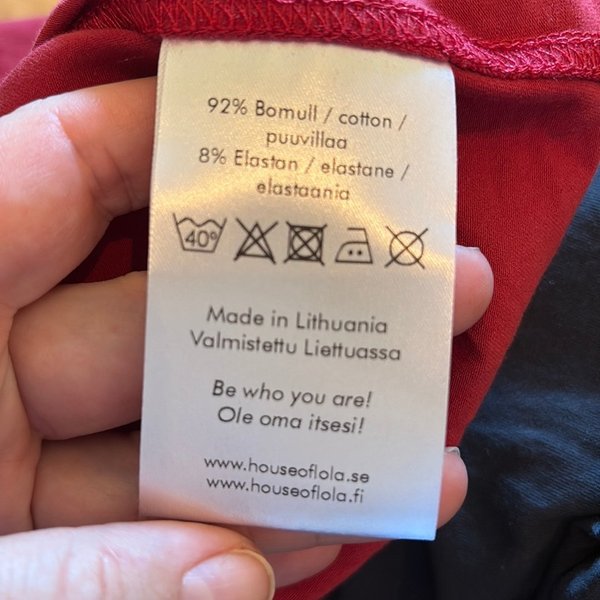 92% Bomull / cotton /
puuvillaa
8% Elastan / elastane /
elastaania
40°
Made in Lithuania
Valmistettu Liettuassa
Be who you are!
Ole oma itsesi!
www.houseoflola.se
www.houseoflola.fi